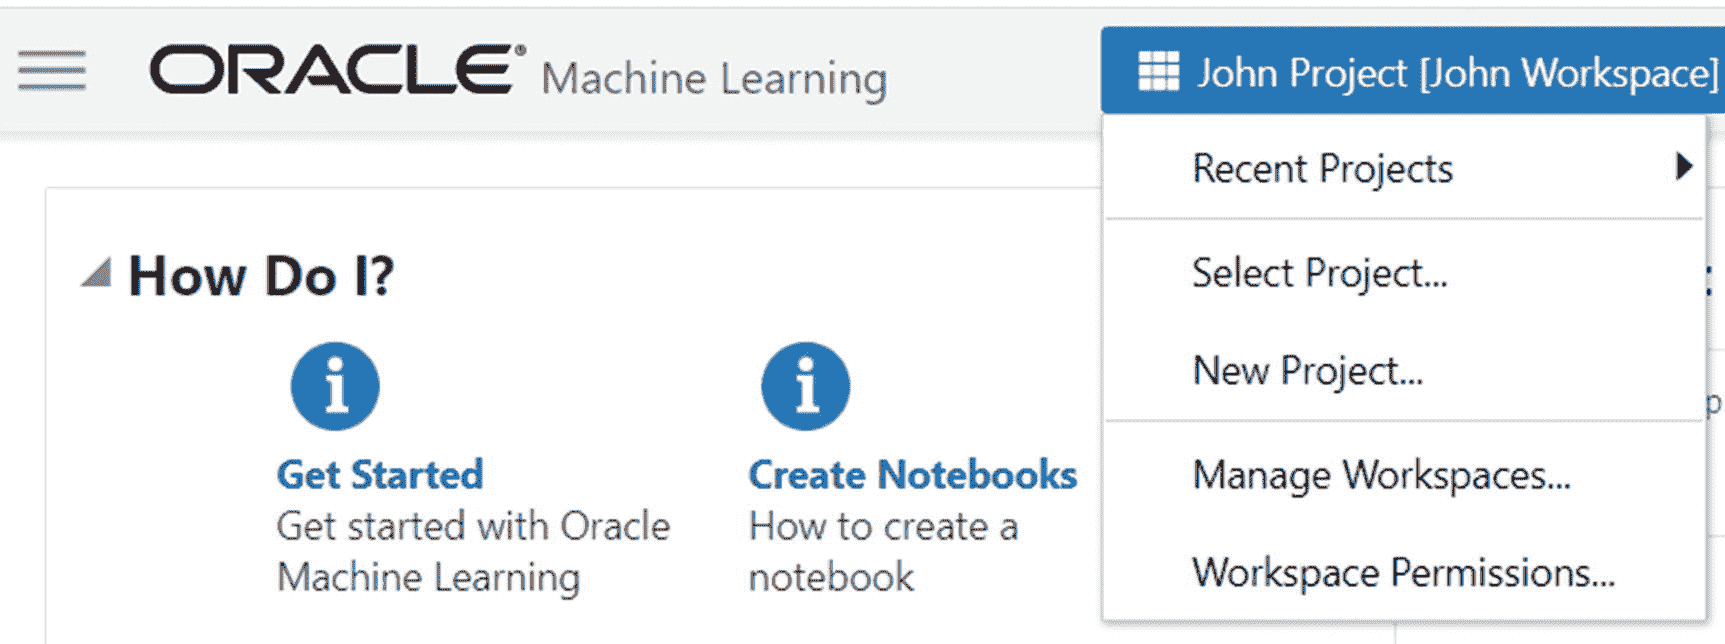 ORACLE® Machine Learning
John Project [John Workspace]
Recent Projects
Select Project...
New Project...
Manage Workspaces...
Workspace Permissions...
How Do I?
Get Started
Get started with Oracle
Machine Learning
Create Notebooks
How to create a
notebook